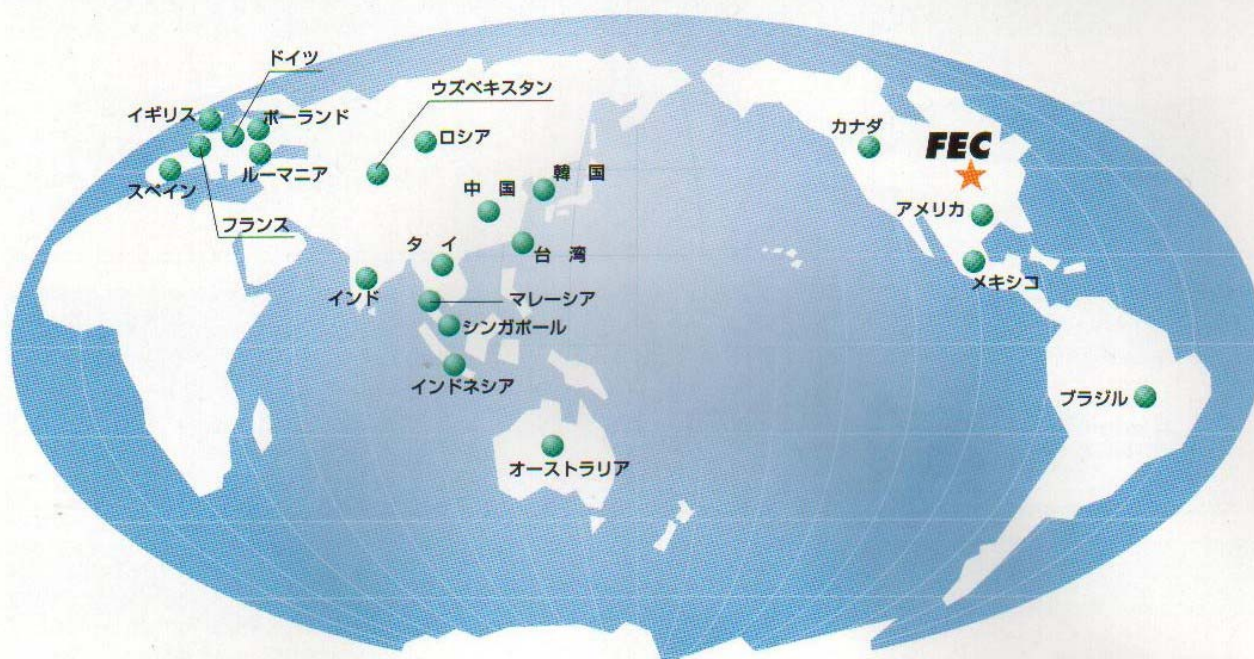 ドイツ
ウズベキスタン
イギリス
ポーランド
ロシア
カナダ
FEC
スペイン
ルーマニア
中　国
韓　国
アメリカ
フランス
タ　イ
台　湾
メキシコ
インド
マレーシア
シンガポール
インドネシア
ブラジル
オーストラリア